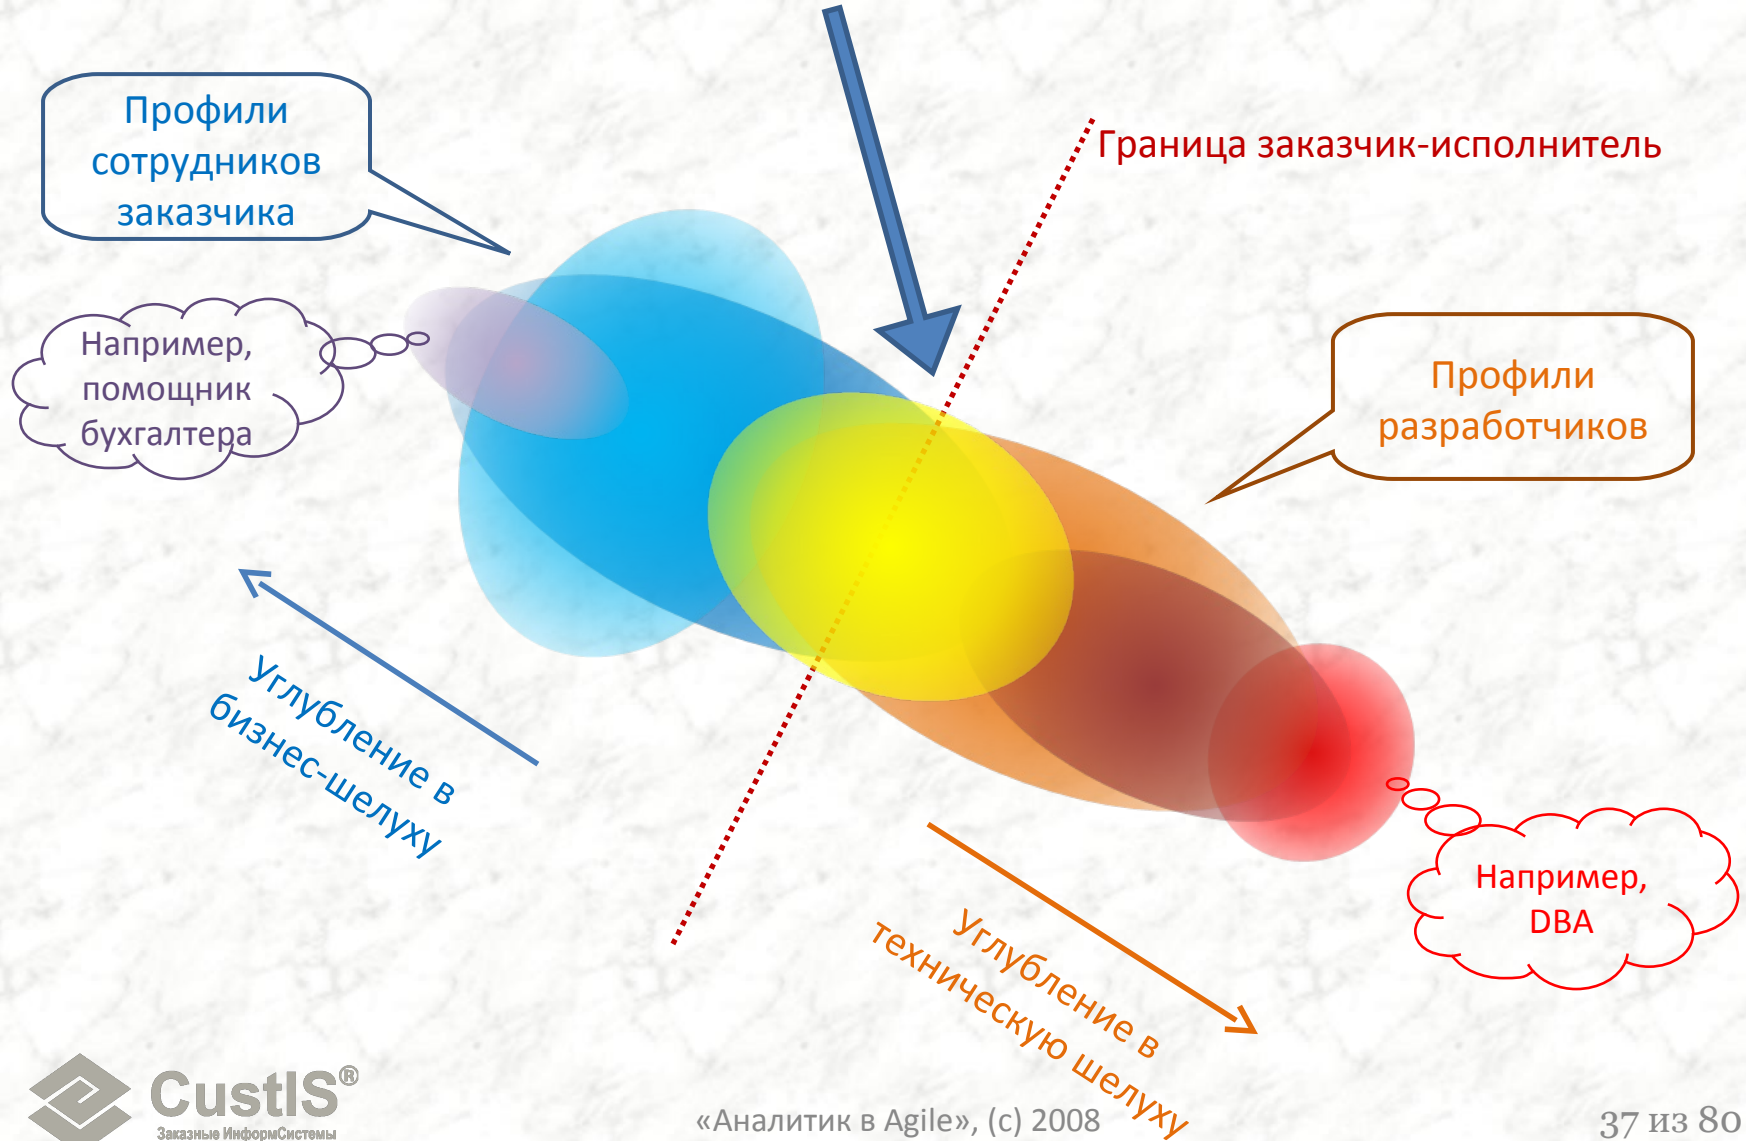 Профили
сотрудников
заказчика
Граница заказчик-исполнитель
Например,
помощник
бухгалтера
Профили
разработчиков
Углубление в
бизнес-шелуху
Углубление в
техническую шелуху
Например,
DBA
CustIS®
Заказные ИнформСистемы
«Аналитик в Agile», (c) 2008
37 из 80